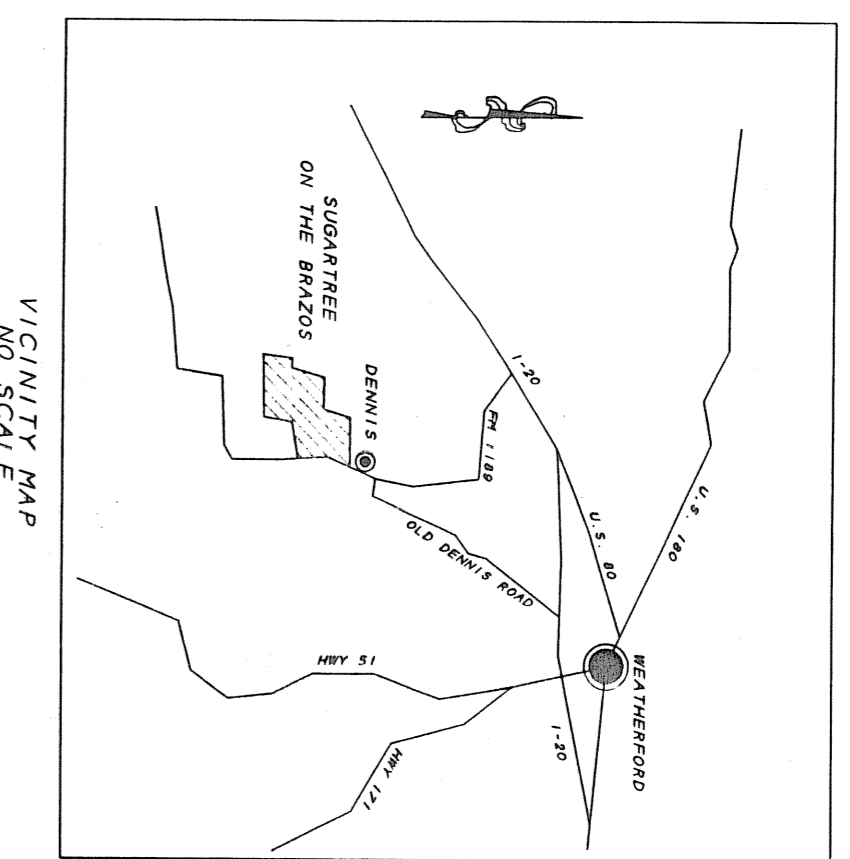 U.S. 180
WEATHERFORD
U.S. 80
I-20
I-20
FM 1189
OLD DENNIS ROAD
DENNIS
SUGARTREE
ON THE BRAZOS
HWY 51
HWY 171
VICINITY MAP
NO SCALE